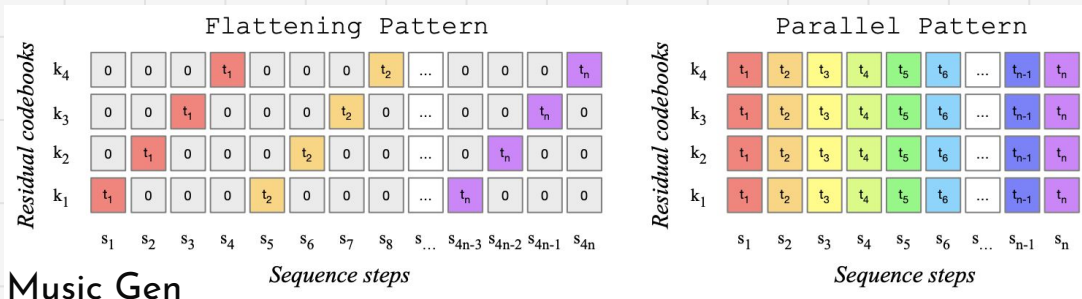 Flattening Pattern
Residual codebooks
k4 0 0 0 t1 0 0 0 t2 ... 0 0 0 tn
k3 0 0 t1 0 0 0 t2 0 ... 0 0 tn 0
k2 0 t1 0 0 0 t2 0 0 ... 0 tn 0 0
k1 t1 0 0 0 t2 0 0 0 ... tn 0 0 0
s1 s2 s3 s4 s5 s6 s7 s8 s... s4n-3 s4n-2 s4n-1 s4n
Sequence steps
Parallel Pattern
Residual codebooks
k4 t1 t2 t3 t4 t5 t6 ... tn-1 tn
k3 t1 t2 t3 t4 t5 t6 ... tn-1 tn
k2 t1 t2 t3 t4 t5 t6 ... tn-1 tn
k1 t1 t2 t3 t4 t5 t6 ... tn-1 tn
s1 s2 s3 s4 s5 s6 s... sn-1 sn
Sequence steps
Music Gen